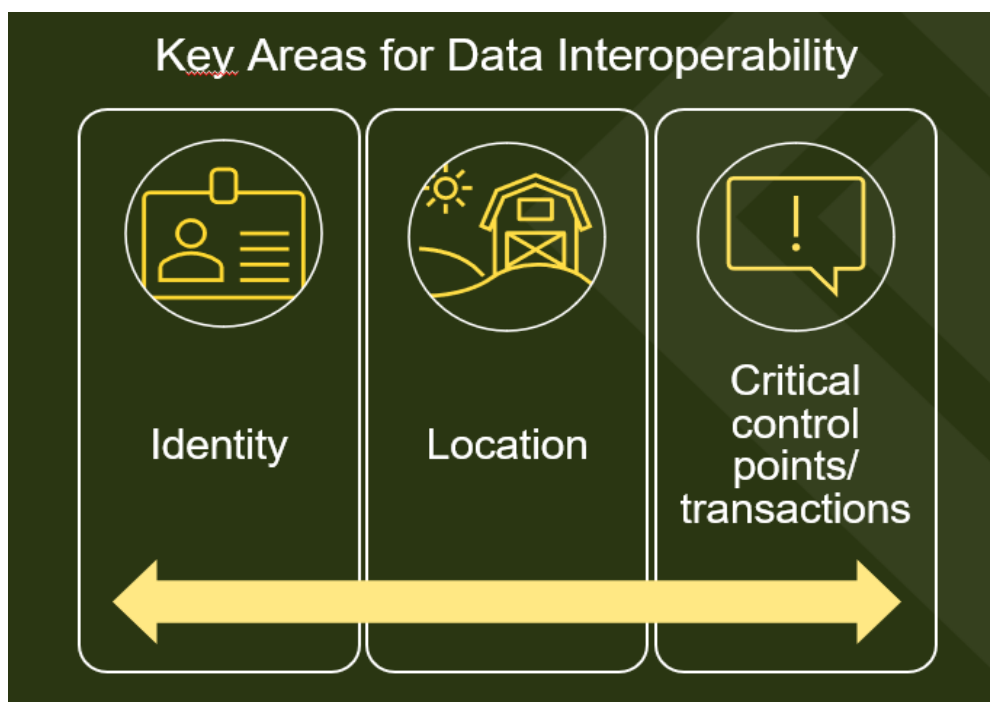 Key Areas for Data Interoperability
Identity
Location
Critical
control
points/
transactions